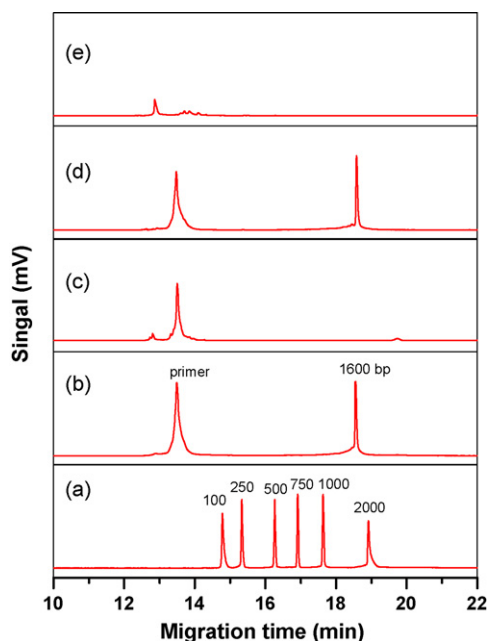 (e)
(d)
(c)
(b) primer 1600 bp
(a) 100 250 500 750 1000 2000
Singal (mV)
10 12 14 16 18 20 22
Migration time (min)